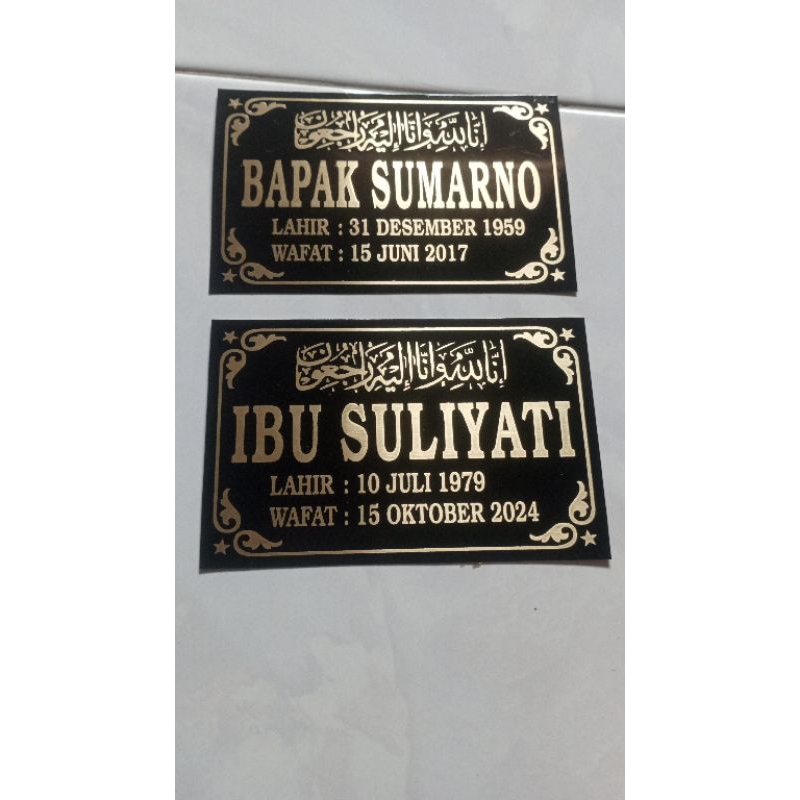 إنا لله وإنا إليه راجعون
BAPAK SUMARNO
LAHIR : 31 DESEMBER 1959
WAFAT : 15 JUNI 2017
إنا لله وإنا إليه راجعون
IBU SULIYATI
LAHIR : 10 JULI 1979
WAFAT : 15 OKTOBER 2024